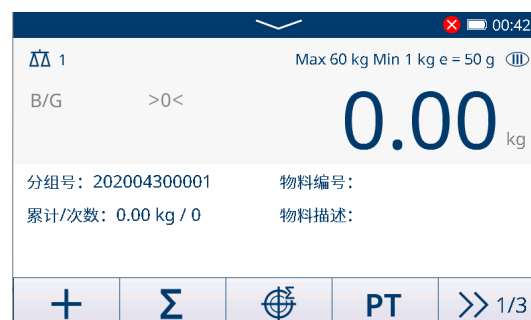 00:42
1 Max 60 kg Min 1 kg e = 50 g III
B/G >0< 0.00 kg
分组号：202004300001 物料编号：
累计/次数：0.00 kg / 0 物料描述：
+ Σ Σ PT >> 1/3